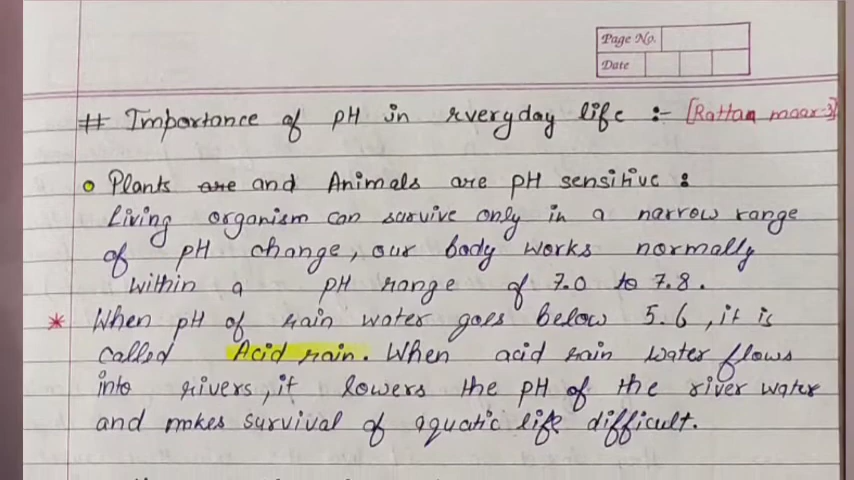 Page No.
Date
# Importance of pH in everyday life :- [Rattan maar-3]
Plants are and Animals are pH sensitive :
Living organism can survive only in a narrow range
of pH change, our body works normally
within a pH range of 7.0 to 7.8.
* When pH of rain water goes below 5.6, it is
called Acid rain. When acid rain water flows
into rivers, it lowers the pH of the river water
and makes survival of aquatic life difficult.